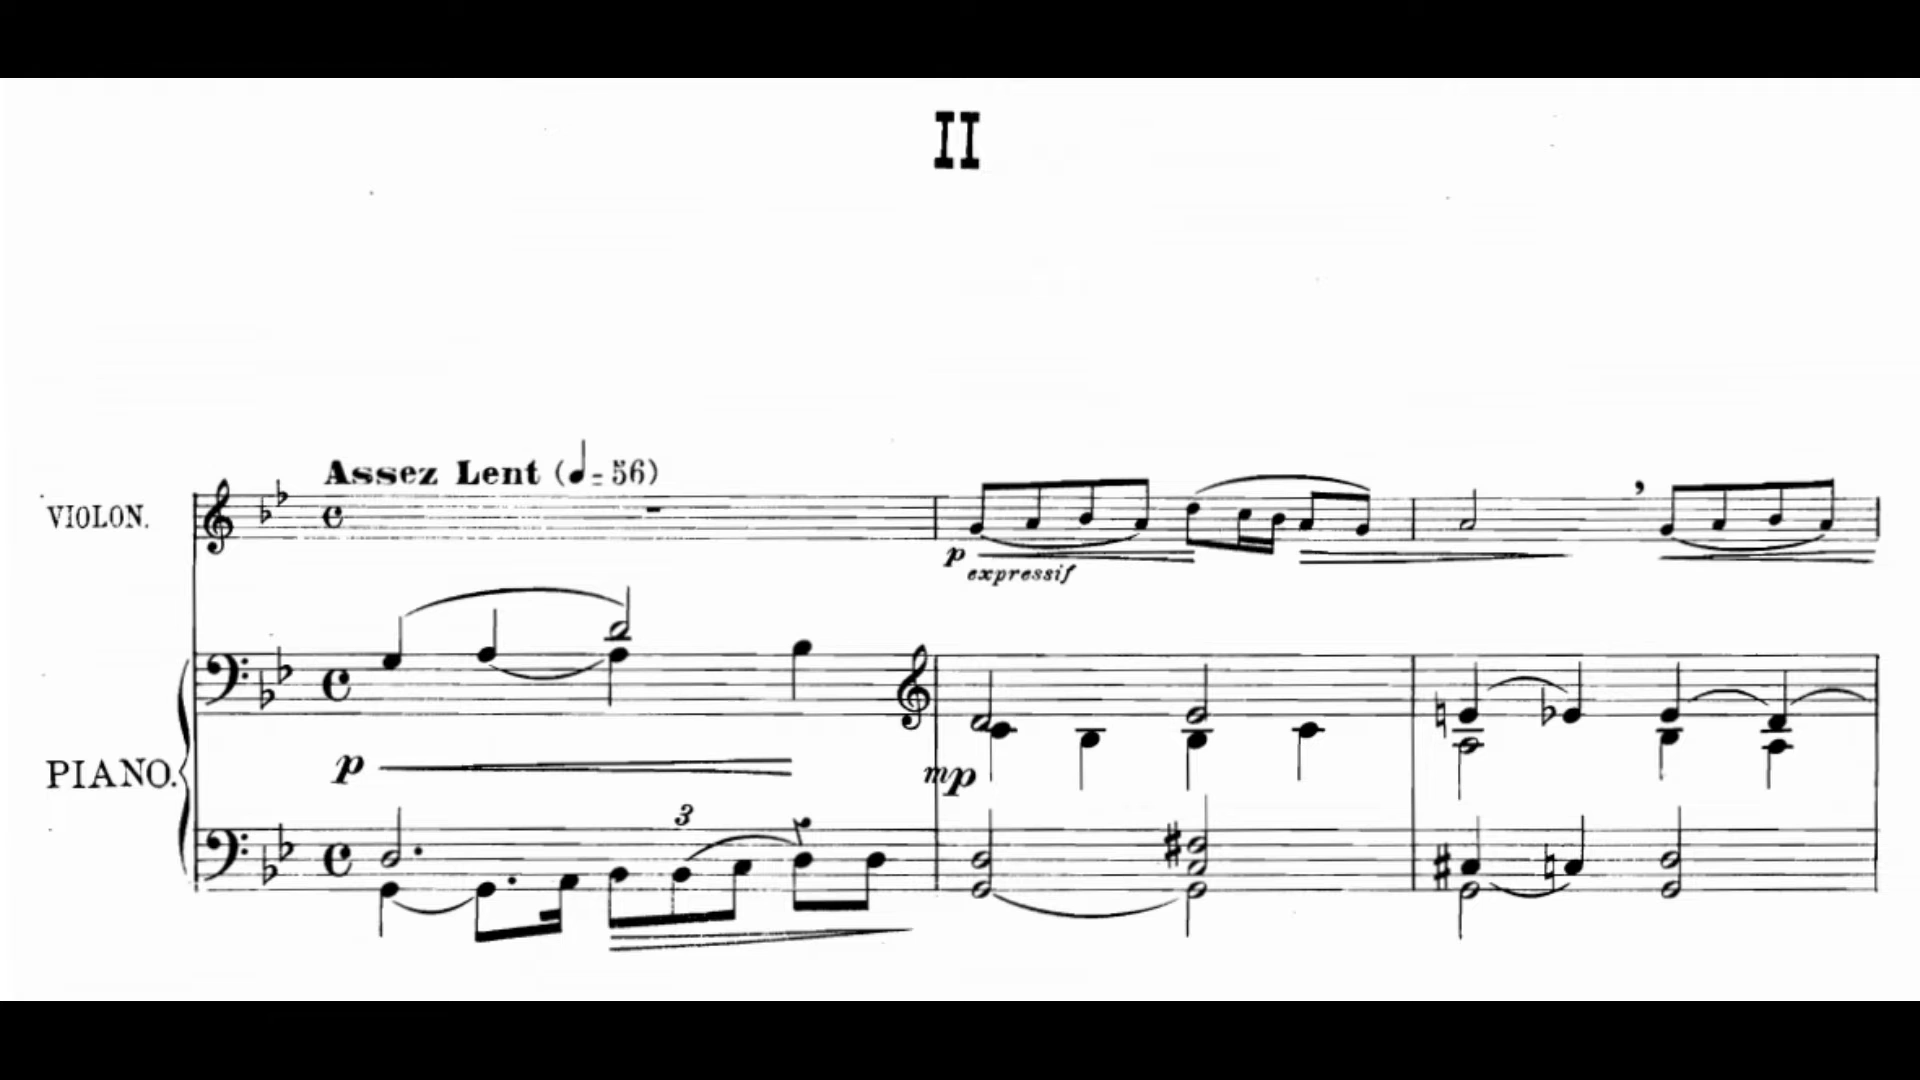 II
Assez Lent (♩=56)
VIOLON.
p
expressif
PIANO.
p
mp
3